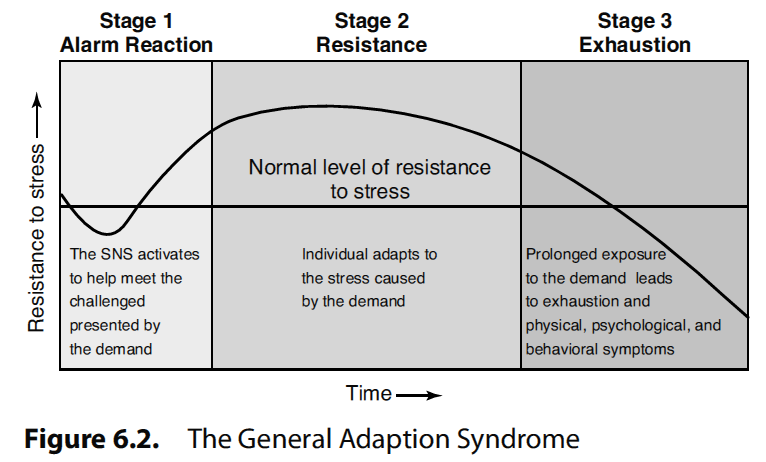 Stage 1
Alarm Reaction
Stage 2
Resistance
Stage 3
Exhaustion
Resistance to stress
Normal level of resistance
to stress
The SNS activates
to help meet the
challenged
presented by
the demand
Individual adapts to
the stress caused
by the demand
Prolonged exposure
to the demand leads
to exhaustion and
physical, psychological, and
behavioral symptoms
Time
Figure 6.2. The General Adaption Syndrome